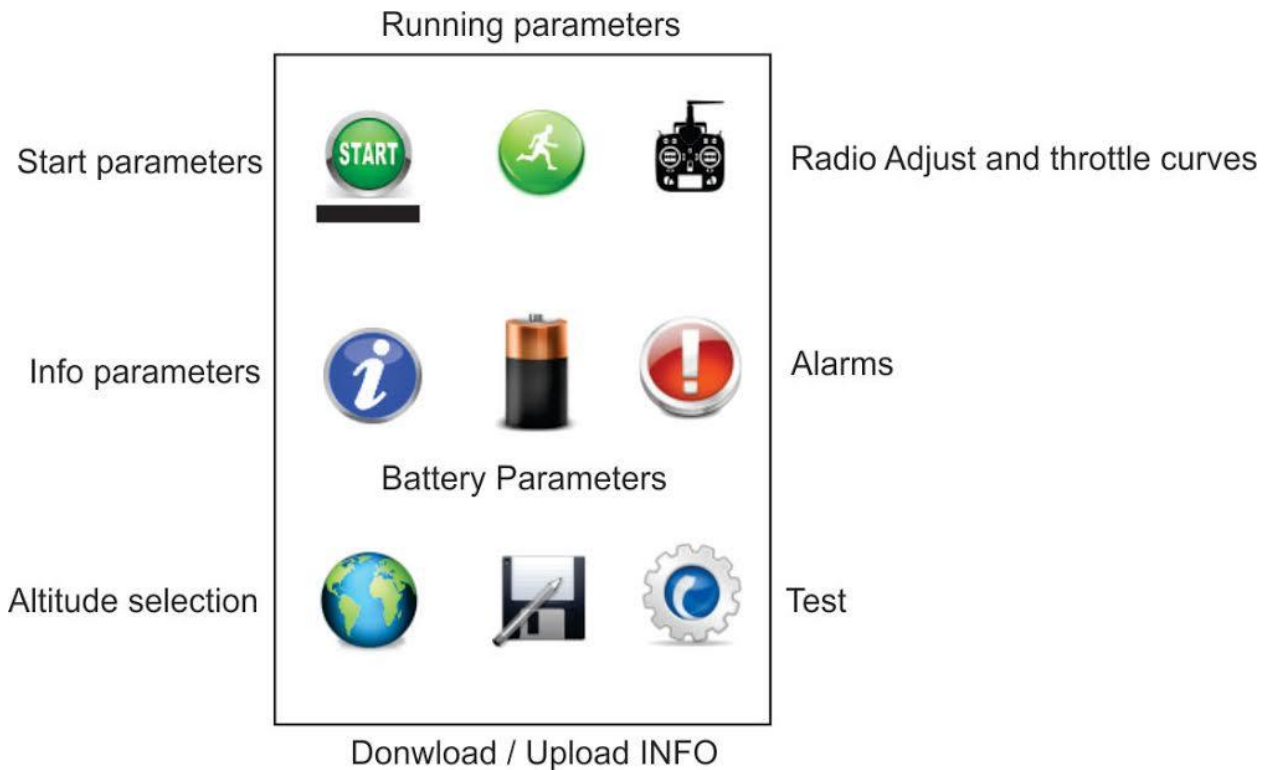 Running parameters
Start parameters
START
Radio Adjust and throttle curves
Info parameters
i
!
Alarms
Battery Parameters
Altitude selection
Test
Donwload / Upload INFO